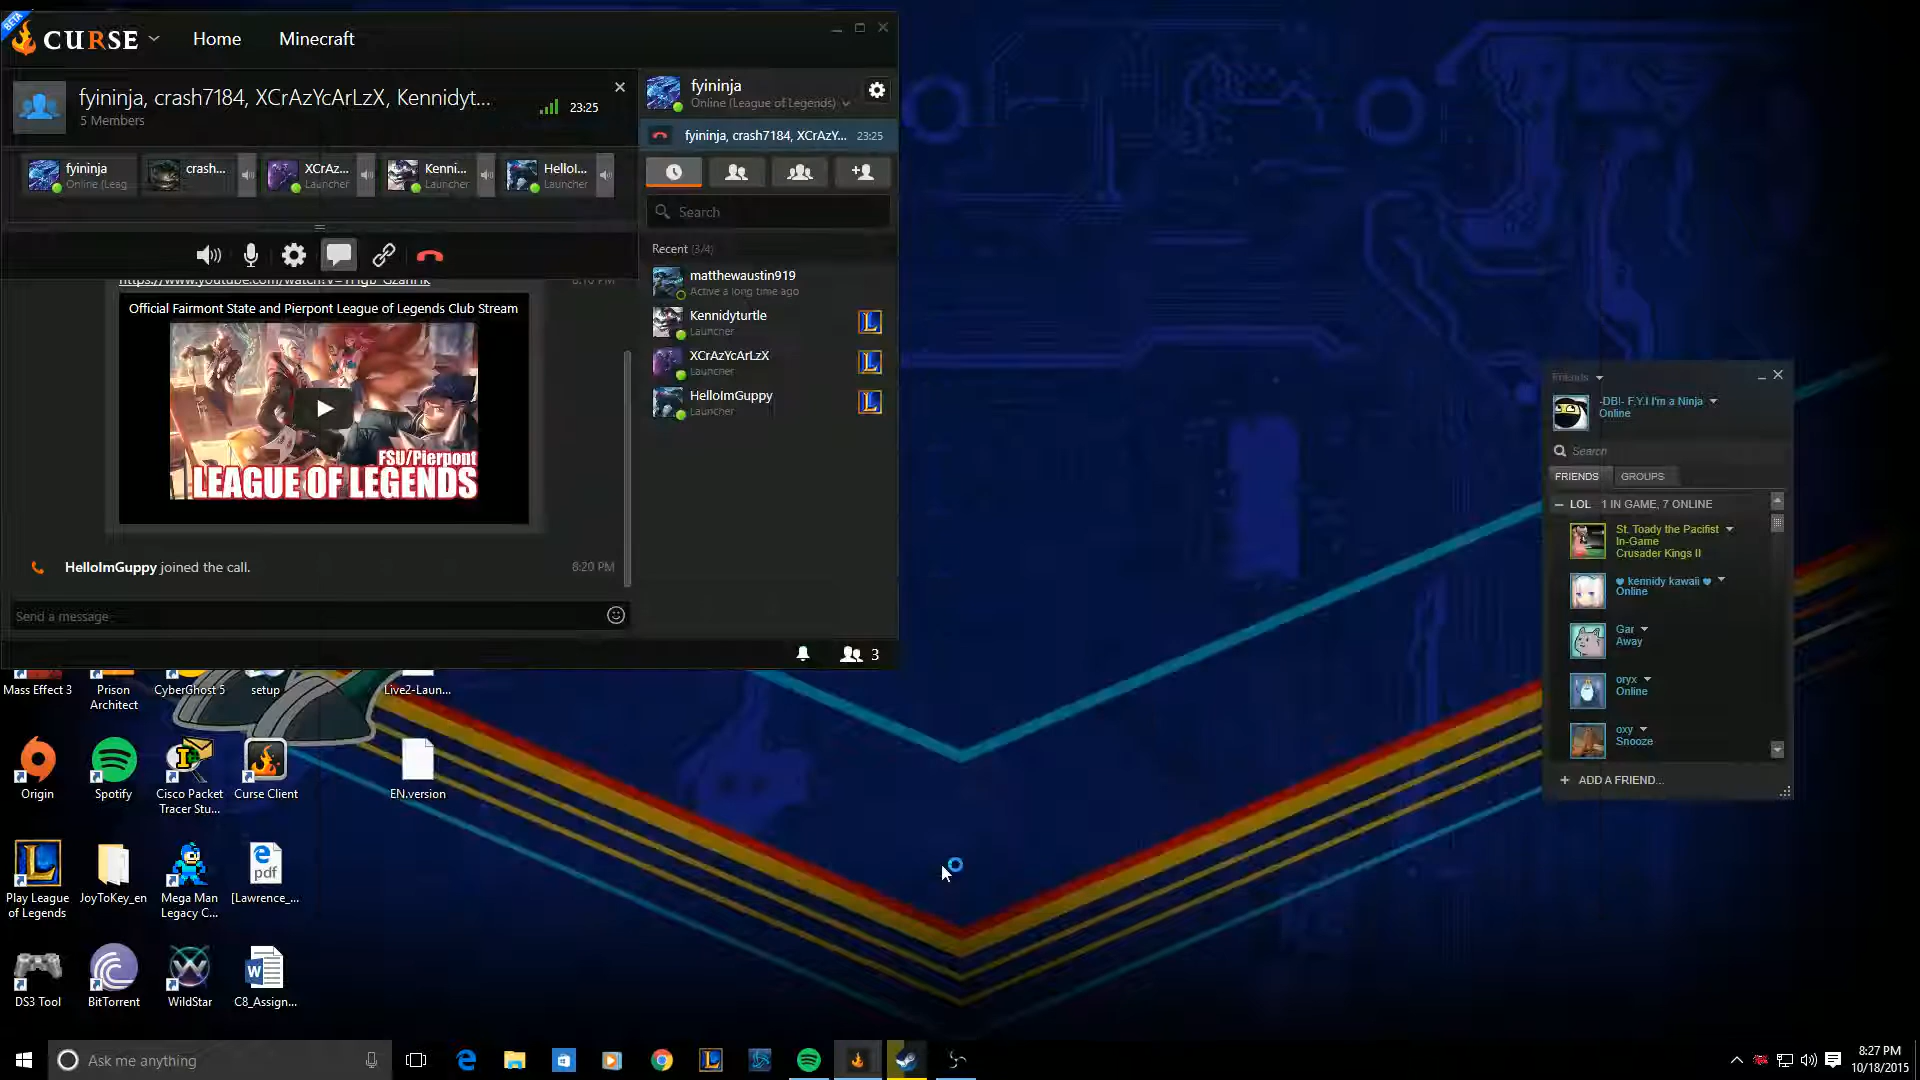 BETA
CURSE
Home
Minecraft
fyininja, crash7184, XCrAzYcArLzX, Kennidyt...
5 Members
23:25
fyininja
Online (Leag
crash...
XCrAz...
Launcher
Kenni...
Launcher
HelloI...
Launcher
Official Fairmont State and Pierpont League of Legends Club Stream
FSU/Pierpont
LEAGUE OF LEGENDS
HelloImGuppy joined the call.
8:20 PM
Send a message
fyininja
Online (League of Legends)
fyininja, crash7184, XCrAzY...
23:25
Search
Recent (3/4)
matthewaustin919
Active a long time ago
Kennidyturtle
Launcher
XCrAzYcArLzX
Launcher
HelloImGuppy
Launcher
3
Friends
-DBI- F.Y.I I'm a Ninja
Online
Search
FRIENDS
GROUPS
LOL 1 IN GAME, 7 ONLINE
St. Toady the Pacifist
In-Game
Crusader Kings II
♥ kennidy kawaii ♥
Online
Gar
Away
oryx
Online
oxy
Snooze
+ ADD A FRIEND...
Mass Effect 3
Prison
Architect
CyberGhost 5
setup
Live2-Laun...
Origin
Spotify
Cisco Packet
Tracer Stu...
Curse Client
EN.version
Play League
of Legends
JoyToKey_en
Mega Man
Legacy C...
pdf
[Lawrence_...
DS3 Tool
BitTorrent
WildStar
C8_Assign...
Ask me anything
8:27 PM
10/18/2015